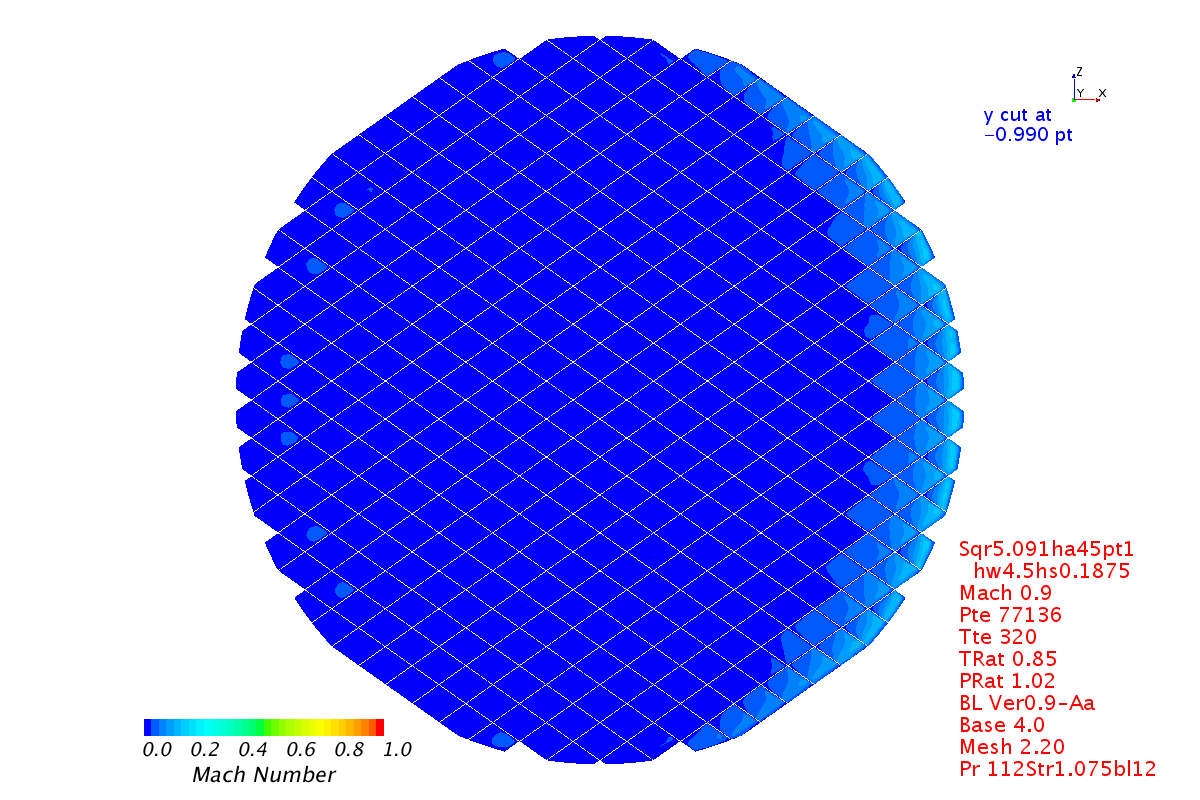 Z
Y X
y cut at
−0.990 pt
Sqr5.091ha45pt1
hw4.5hs0.1875
Mach 0.9
Pte 77136
Tte 320
TRat 0.85
PRat 1.02
BL Ver0.9−Aa
Base 4.0
Mesh 2.20
Pr 112Str1.075bl12
0.0 0.2 0.4 0.6 0.8 1.0
Mach Number